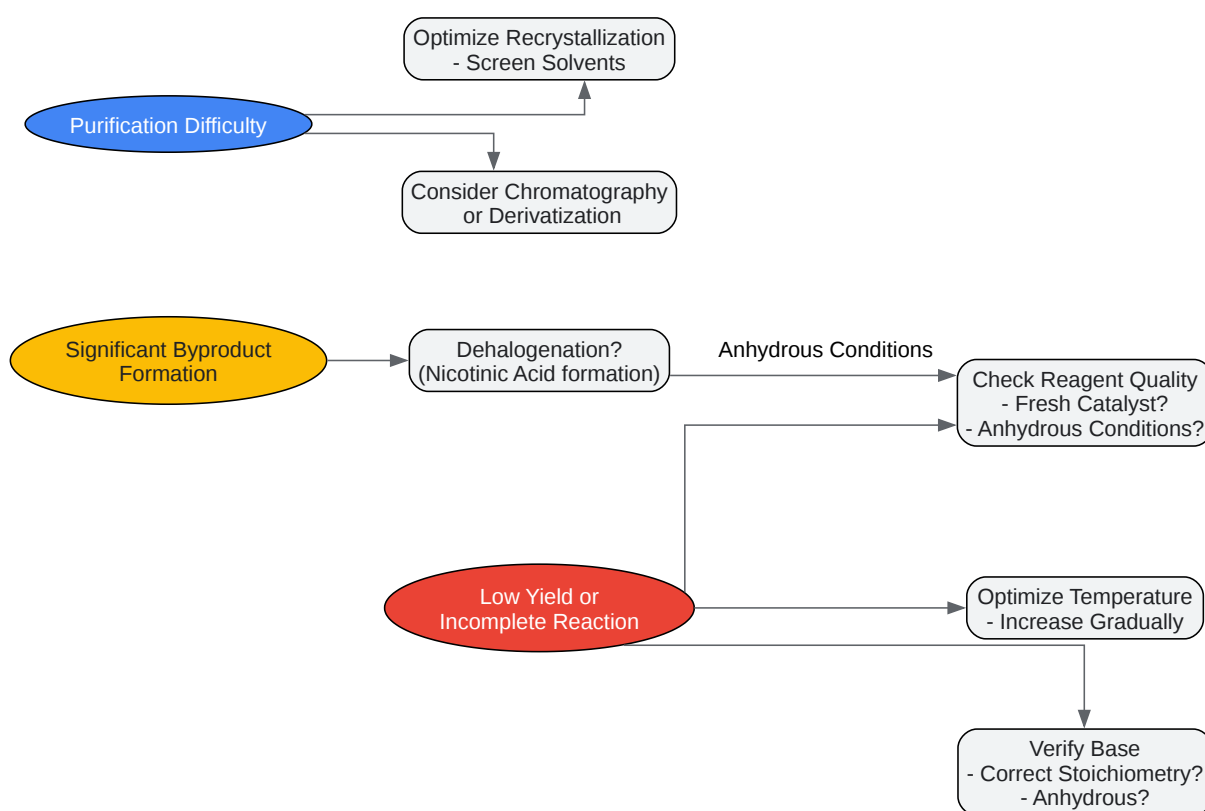 Optimize Recrystallization
- Screen Solvents
Purification Difficulty
Consider Chromatography
or Derivatization
Significant Byproduct
Formation
Dehalogenation?
(Nicotinic Acid formation)
Anhydrous Conditions
Check Reagent Quality
- Fresh Catalyst?
- Anhydrous Conditions?
Low Yield or
Incomplete Reaction
Optimize Temperature
- Increase Gradually
Verify Base
- Correct Stoichiometry?
- Anhydrous?